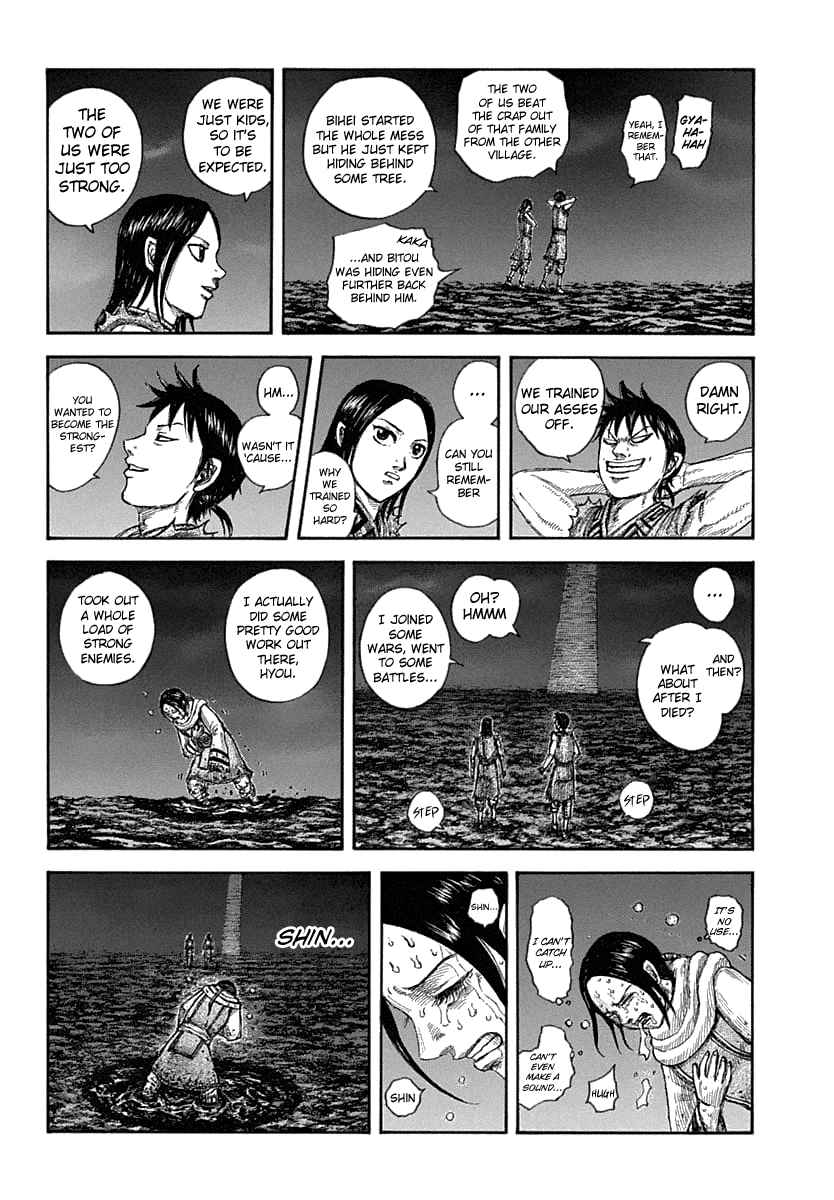 GYA-
HA-
HAH
YEAH, I
REMEM-
BER
THAT.
THE TWO
OF US BEAT
THE CRAP OUT
OF THAT FAMILY
FROM THE OTHER
VILLAGE.
BIHEI STARTED
THE WHOLE MESS
BUT HE JUST KEPT
HIDING BEHIND
SOME TREE.
KAKA
...AND BITOU
WAS HIDING EVEN
FURTHER BACK
BEHIND HIM.
WE WERE
JUST KIDS,
SO IT'S
TO BE
EXPECTED.
THE
TWO OF
US WERE
JUST TOO
STRONG.
DAMN
RIGHT.
WE TRAINED
OUR ASSES
OFF.
...
CAN YOU
STILL
REMEM-
BER
WHY
WE
TRAINED
SO
HARD?
HM...
WASN'T IT
'CAUSE...
YOU
WANTED TO
BECOME THE
STRONG-
EST?
...
AND
THEN?
WHAT
ABOUT
AFTER I
DIED?
OH?
HMMM
I JOINED
SOME
WARS, WENT
TO SOME
BATTLES...
STEP
STEP
I ACTUALLY
DID SOME
PRETTY GOOD
WORK OUT
THERE,
HYOU.
TOOK OUT
A WHOLE
LOAD OF
STRONG
ENEMIES.
IT'S
NO
USE...
I CAN'T
CATCH
UP...
CAN'T
EVEN
MAKE A
SOUND...
HUGH
SHIN...
SHIN
SHIN...